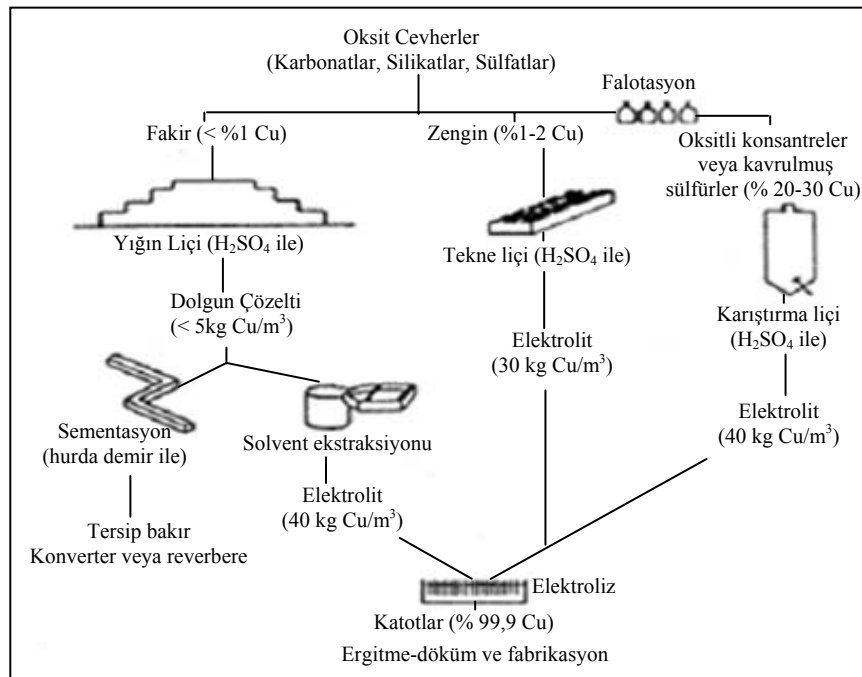 Oksit Cevherler
(Karbonatlar, Silikatlar, Sülfatlar)
Falotasyon
Fakir (< %1 Cu)
Zengin (%1-2 Cu)
Oksitli konsantreler
veya kavrulmuş
sülfürler (% 20-30 Cu)
Yığın Liçi (H₂SO₄ ile)
Tekne liçi (H₂SO₄ ile)
Karıştırma liçi
(H₂SO₄ ile)
Dolgun Çözelti
(< 5kg Cu/m³)
Elektrolit
(30 kg Cu/m³)
Elektrolit
(40 kg Cu/m³)
Sementasyon
(hurda demir ile)
Solvent ekstraksiyonu
Elektrolit
(40 kg Cu/m³)
Tersip bakır
Konverter veya reverbere
Elektroliz
Katotlar (% 99,9 Cu)
Ergitme-döküm ve fabrikasyon